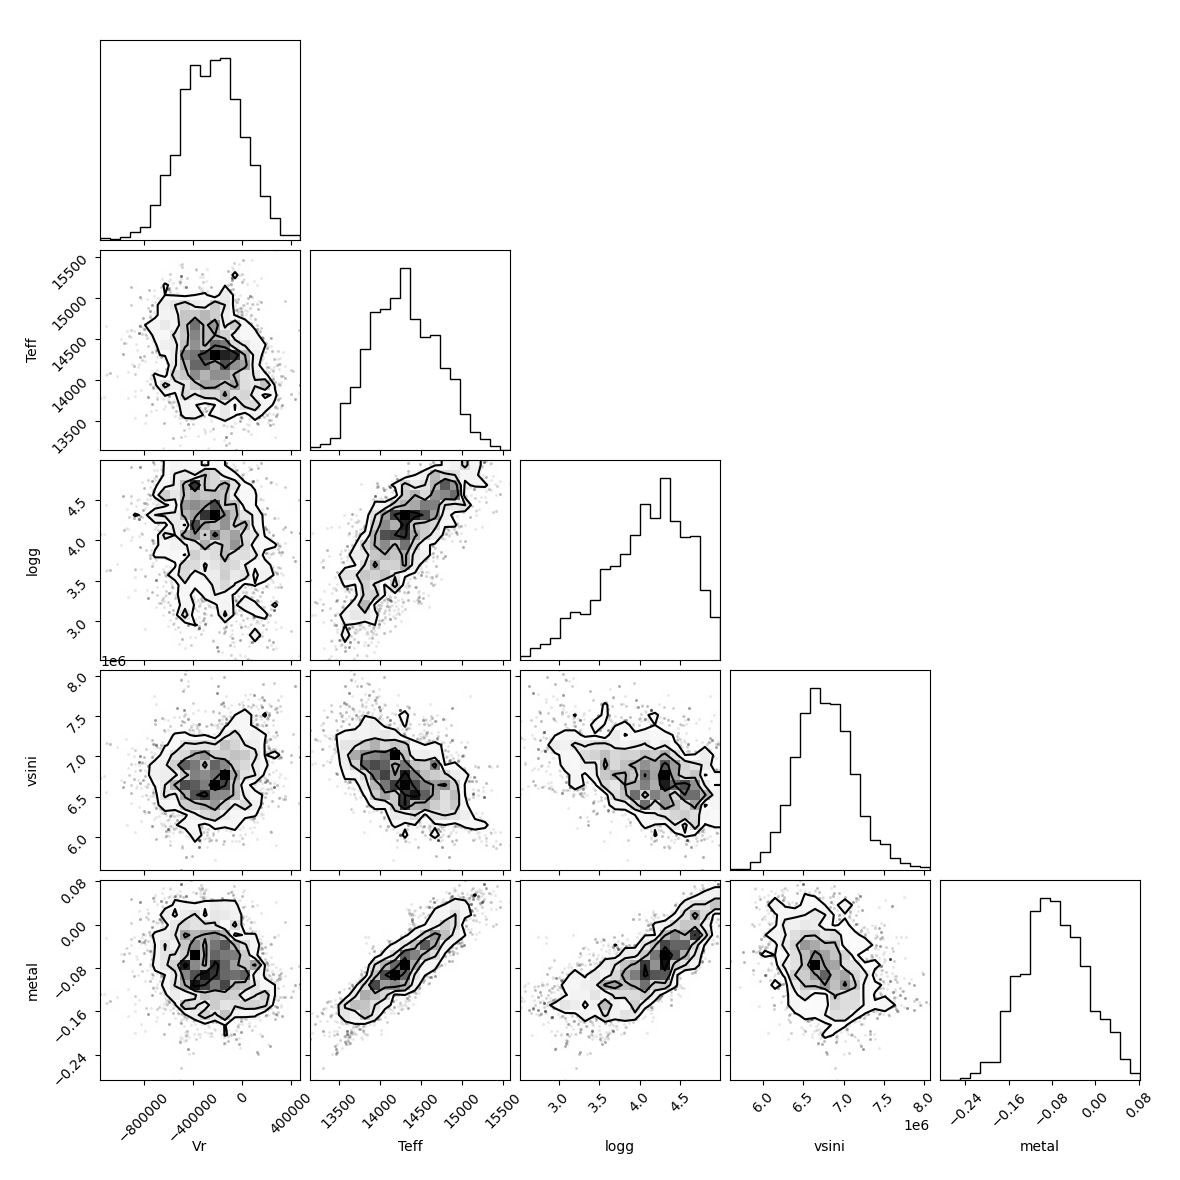 15500
15000
14500
14000
13500
Teff
4.5
4.0
3.5
3.0
logg
1e6
8.0
7.5
7.0
6.5
6.0
vsini
0.08
0.00
−0.08
−0.16
−0.24
metal
−800000 −400000 0 400000
13500 14000 14500 15000 15500
3.0 3.5 4.0 4.5
6.0 6.5 7.0 7.5 8.0
1e6
−0.24 −0.16 −0.08 0.00 0.08
Vr Teff logg vsini metal